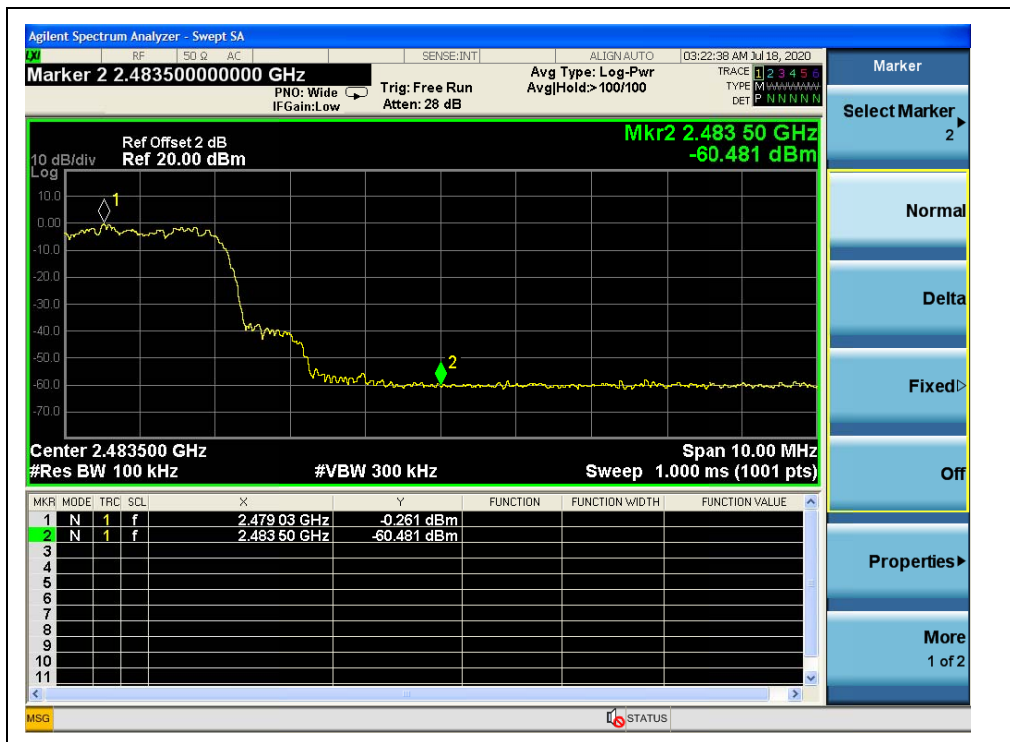 Agilent Spectrum Analyzer - Swept SA
LXI RF 50 Ω AC SENSE:INT ALIGN AUTO 03:22:38 AM Jul 18, 2020
Marker 2 2.483500000000 GHz
PNO: Wide
IFGain:Low
Trig: Free Run
Atten: 28 dB
Avg Type: Log-Pwr
Avg|Hold:>100/100
TRACE 1 2 3 4 5 6
TYPE M W W W W W
DET P N N N N N
Mkr2 2.483 50 GHz
-60.481 dBm
Ref Offset 2 dB
10 dB/div Ref 20.00 dBm
Log
10.0
0.00
-10.0
-20.0
-30.0
-40.0
-50.0
-60.0
-70.0
1
2
Center 2.483500 GHz Span 10.00 MHz
#Res BW 100 kHz #VBW 300 kHz Sweep 1.000 ms (1001 pts)
MKR MODE TRC SCL X Y FUNCTION FUNCTION WIDTH FUNCTION VALUE
1 N 1 f 2.479 03 GHz -0.261 dBm
2 N 1 f 2.483 50 GHz -60.481 dBm
3
4
5
6
7
8
9
10
11
MSG STATUS
Marker
Select Marker
2
Normal
Delta
Fixed
Off
Properties
More
1 of 2